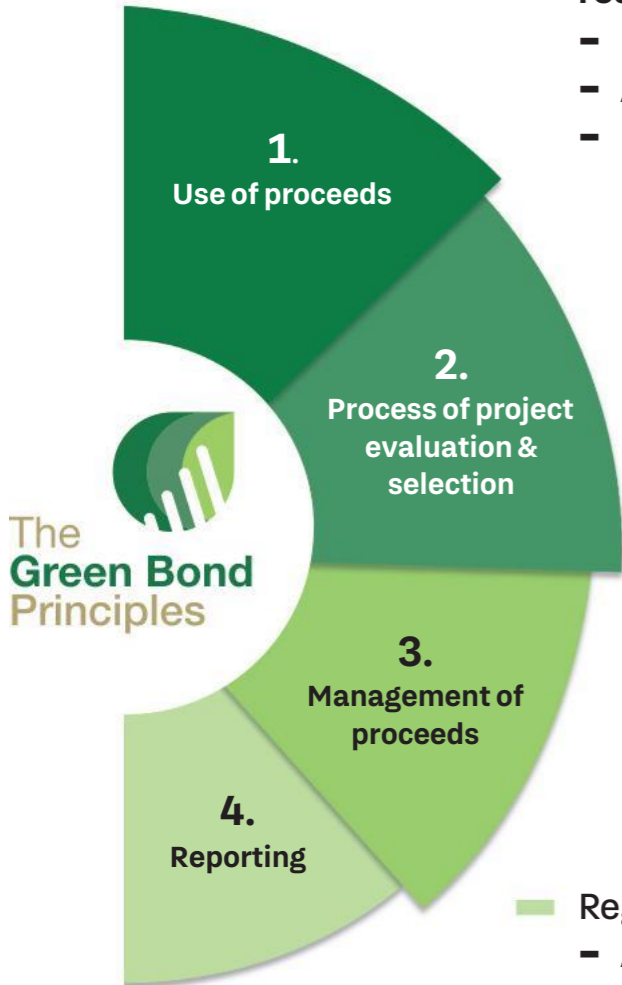 -
-
-
1.
Use of proceeds
2.
Process of project
evaluation &
selection
The
Green Bond
Principles
3.
Management of
proceeds
4.
Reporting
-